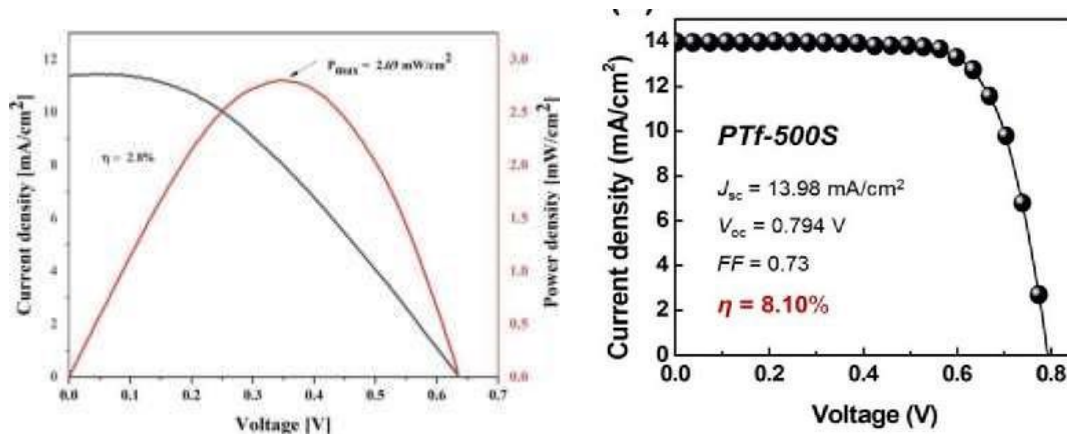 Current density [mA/cm²]
12
10
8
6
4
2
0
P_max = 2.69 mW/cm²
η = 2.8%
3.0
2.5
2.0
1.5
1.0
0.5
0.0
Power density [mW/cm²]
0.0 0.1 0.2 0.3 0.4 0.5 0.6 0.7
Voltage [V]
Current density (mA/cm²)
14
12
10
8
6
4
2
0
PTf-500S
J_sc = 13.98 mA/cm²
V_oc = 0.794 V
FF = 0.73
η = 8.10%
0.0 0.2 0.4 0.6 0.8
Voltage (V)